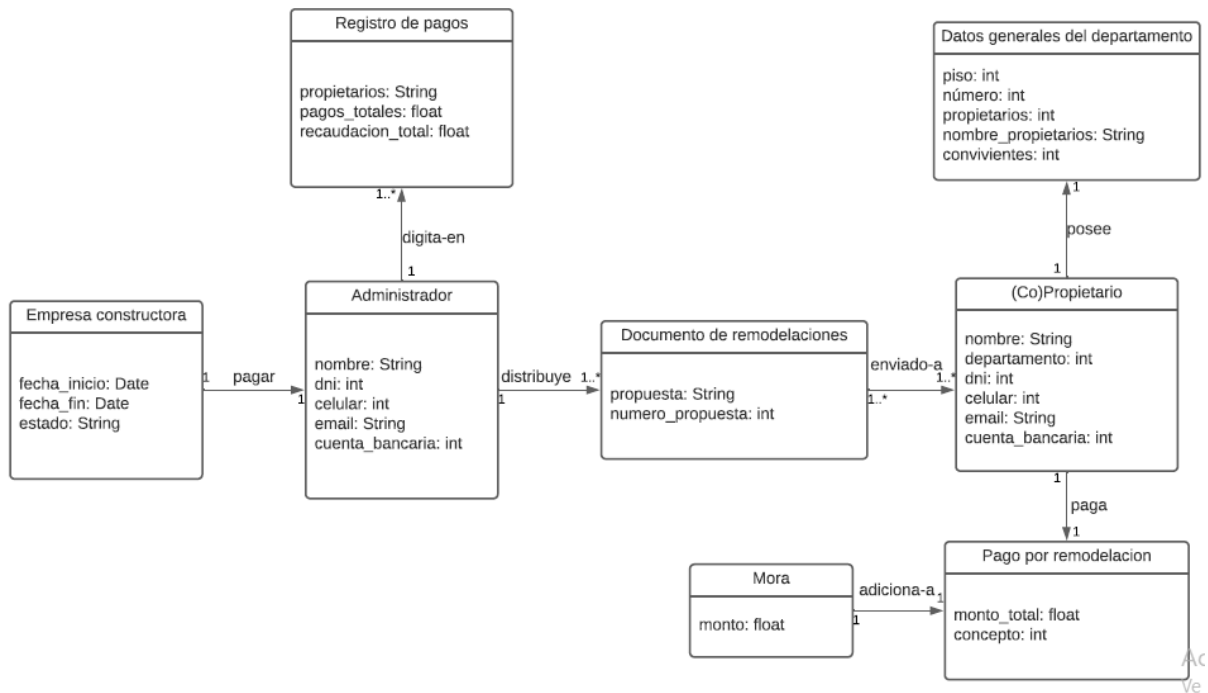 Registro de pagos
propietarios: String
pagos_totales: float
recaudacion_total: float
1..*
digita-en
1
Datos generales del departamento
piso: int
número: int
propietarios: int
nombre_propietarios: String
convivientes: int
1
posee
1
Empresa constructora
fecha_inicio: Date
fecha_fin: Date
estado: String
1
pagar
1
Administrador
nombre: String
dni: int
celular: int
email: String
cuenta_bancaria: int
distribuye
1
1..*
Documento de remodelaciones
propuesta: String
numero_propuesta: int
enviado-a
1..*
1..*
(Co)Propietario
nombre: String
departamento: int
dni: int
celular: int
email: String
cuenta_bancaria: int
1
paga
1
Mora
monto: float
adiciona-a
1
1
Pago por remodelacion
monto_total: float
concepto: int